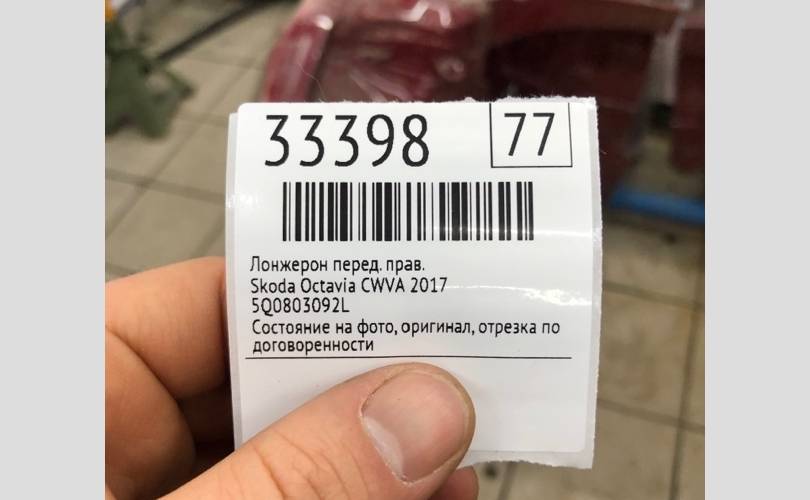 33398 77
Лонжерон перед. прав.
Skoda Octavia CWVA 2017
5Q0803092L
Состояние на фото, оригинал, отрезка по
договоренности